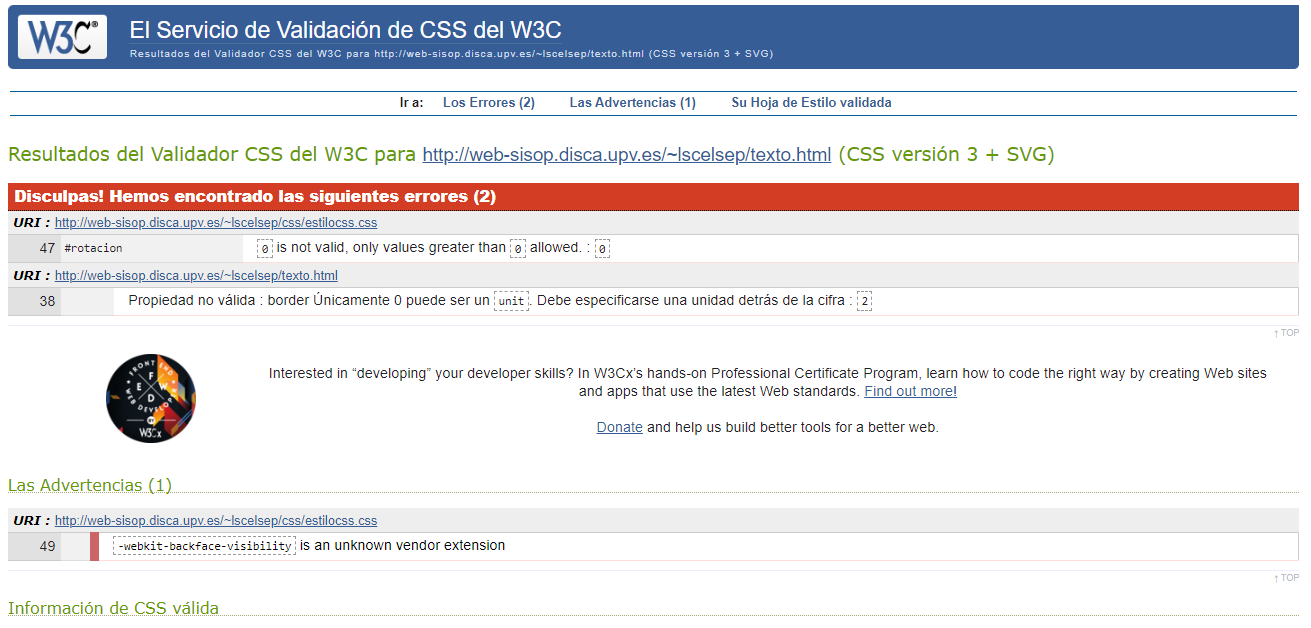 W3C® El Servicio de Validación de CSS del W3C
Resultados del Validador CSS del W3C para http://web-sisop.disca.upv.es/~lscelsep/texto.html (CSS versión 3 + SVG)
Ir a: Los Errores (2) Las Advertencias (1) Su Hoja de Estilo validada
Resultados del Validador CSS del W3C para http://web-sisop.disca.upv.es/~lscelsep/texto.html (CSS versión 3 + SVG)
Disculpas! Hemos encontrado las siguientes errores (2)
URI : http://web-sisop.disca.upv.es/~lscelsep/css/estilocss.css
47 #rotacion 0 is not valid, only values greater than 0 allowed. : 0
URI : http://web-sisop.disca.upv.es/~lscelsep/texto.html
38 Propiedad no válida : border Únicamente 0 puede ser un unit. Debe especificarse una unidad detrás de la cifra : 2
↑ TOP
FRONT END
WEB DEVELOPER
F
E W
D
W3Cx
Interested in “developing” your developer skills? In W3Cx’s hands-on Professional Certificate Program, learn how to code the right way by creating Web sites
and apps that use the latest Web standards. Find out more!
Donate and help us build better tools for a better web.
Las Advertencias (1)
URI : http://web-sisop.disca.upv.es/~lscelsep/css/estilocss.css
49 -webkit-backface-visibility is an unknown vendor extension
↑ TOP
Información de CSS válida